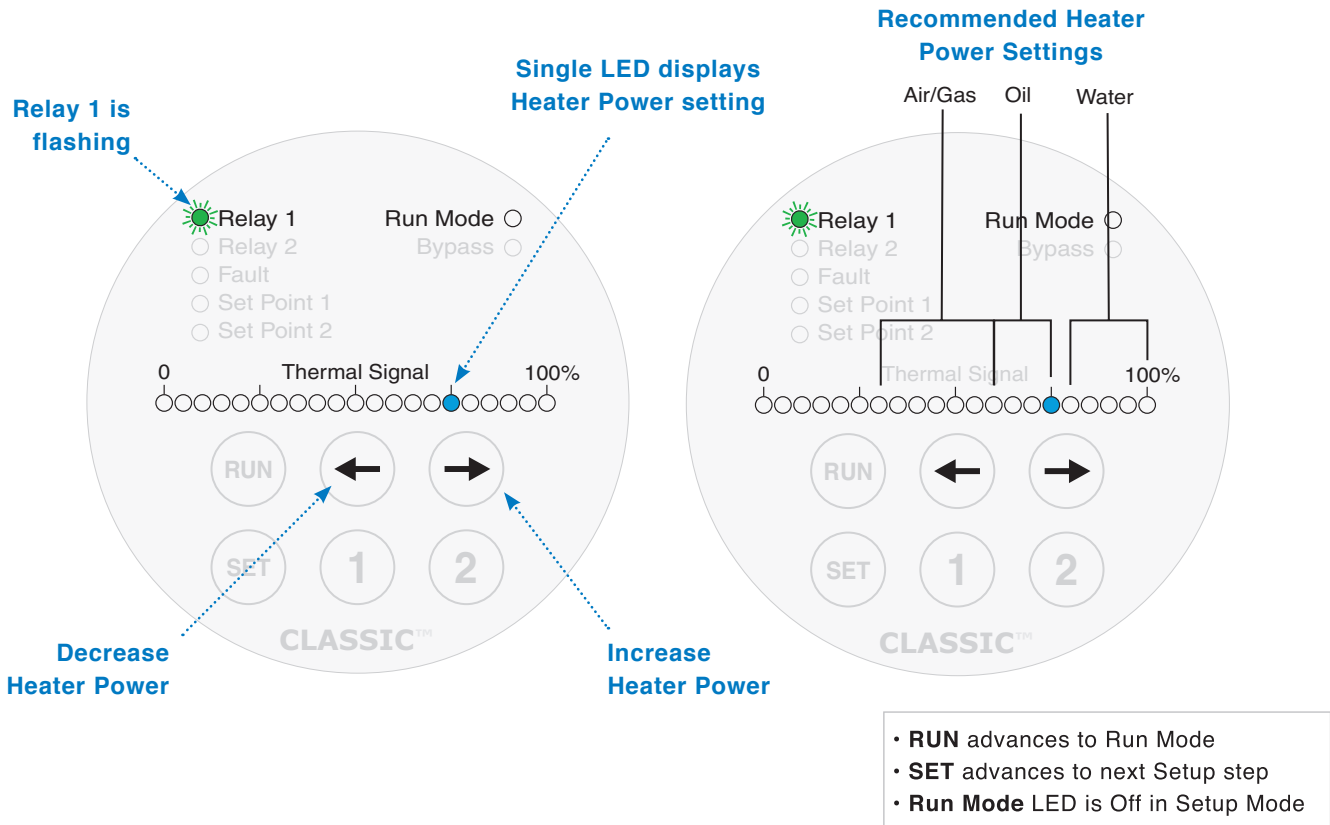 Recommended Heater
Power Settings
Single LED displays
Heater Power setting
Air/Gas Oil Water
Relay 1 is
flashing
Relay 1 Run Mode
Relay 2 Bypass
Fault
Set Point 1
Set Point 2
0 Thermal Signal 100%
RUN
SET 1 2
CLASSIC™
Decrease
Heater Power
Increase
Heater Power
Relay 1 Run Mode
Relay 2 Bypass
Fault
Set Point 1
Set Point 2
0 Thermal Signal 100%
RUN
SET 1 2
CLASSIC™
• RUN advances to Run Mode
• SET advances to next Setup step
• Run Mode LED is Off in Setup Mode